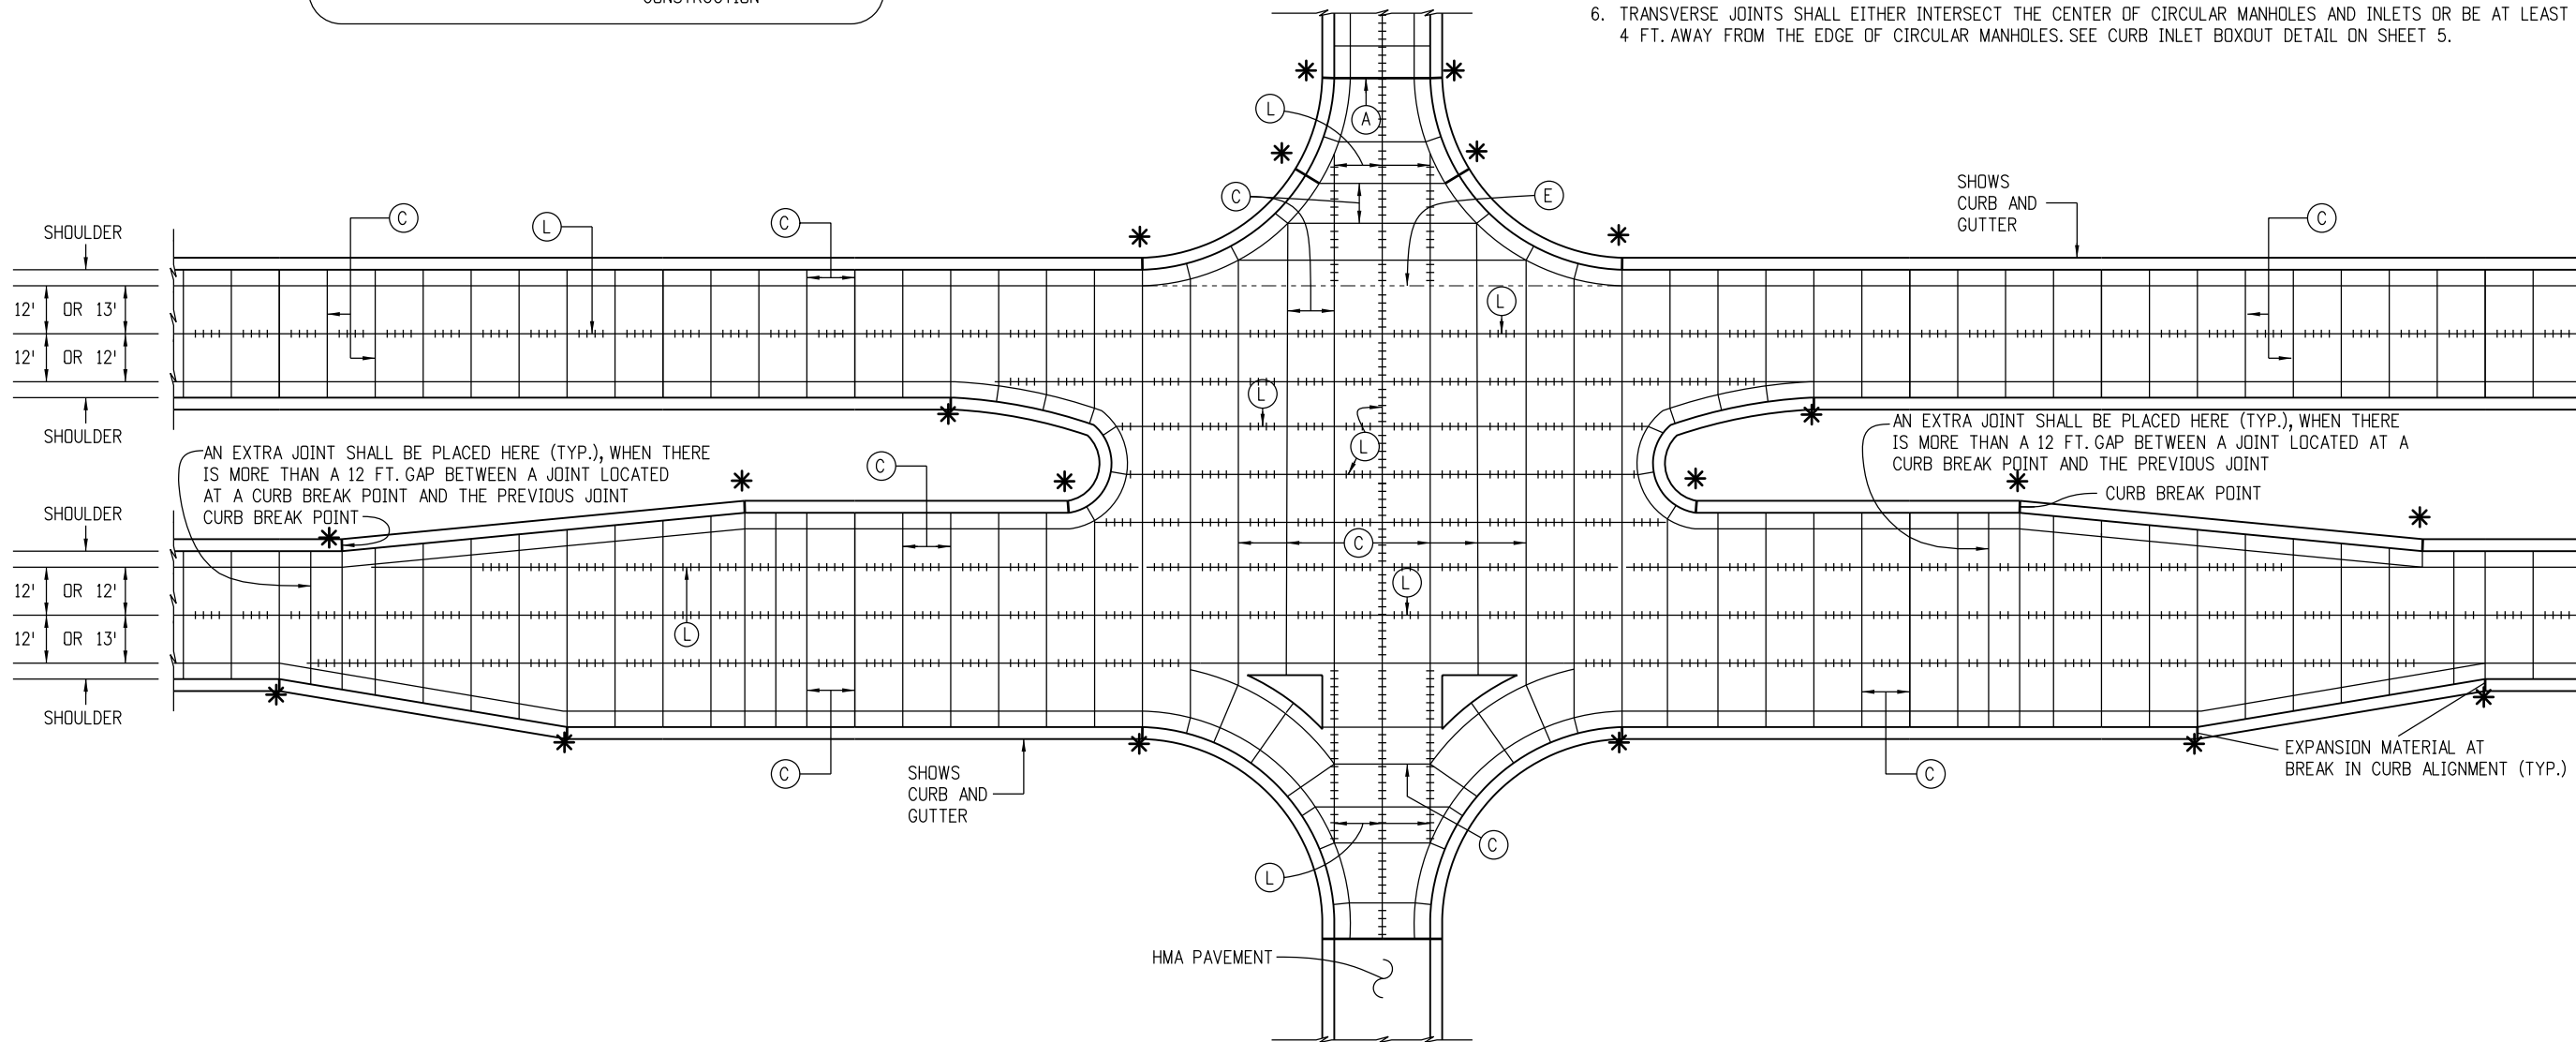 CONSTRUCTION
6. TRANSVERSE JOINTS SHALL EITHER INTERSECT THE CENTER OF CIRCULAR MANHOLES AND INLETS OR BE AT LEAST
4 FT. AWAY FROM THE EDGE OF CIRCULAR MANHOLES. SEE CURB INLET BOXOUT DETAIL ON SHEET 5.
L
A
C
E
SHOWS
CURB AND
GUTTER
C
C
L
C
SHOULDER
12' OR 13'
12' OR 12'
SHOULDER
L
L
L
AN EXTRA JOINT SHALL BE PLACED HERE (TYP.), WHEN THERE
IS MORE THAN A 12 FT. GAP BETWEEN A JOINT LOCATED
AT A CURB BREAK POINT AND THE PREVIOUS JOINT
CURB BREAK POINT
C
AN EXTRA JOINT SHALL BE PLACED HERE (TYP.), WHEN THERE
IS MORE THAN A 12 FT. GAP BETWEEN A JOINT LOCATED AT A
CURB BREAK POINT AND THE PREVIOUS JOINT
CURB BREAK POINT
SHOULDER
12' OR 12'
12' OR 13'
SHOULDER
C
L
L
EXPANSION MATERIAL AT
BREAK IN CURB ALIGNMENT (TYP.)
C
SHOWS
CURB AND
GUTTER
C
C
L
HMA PAVEMENT